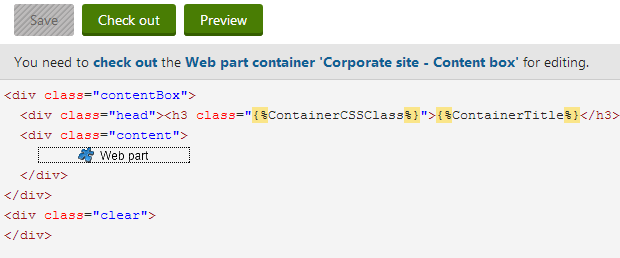 Save Check out Preview
You need to check out the Web part container 'Corporate site - Content box' for editing.
<div class="contentBox">
<div class="head"><h3 class="{%ContainerCSSClass%}">{%ContainerTitle%}</h3>
<div class="content">
Web part
</div>
</div>
<div class="clear">
</div>